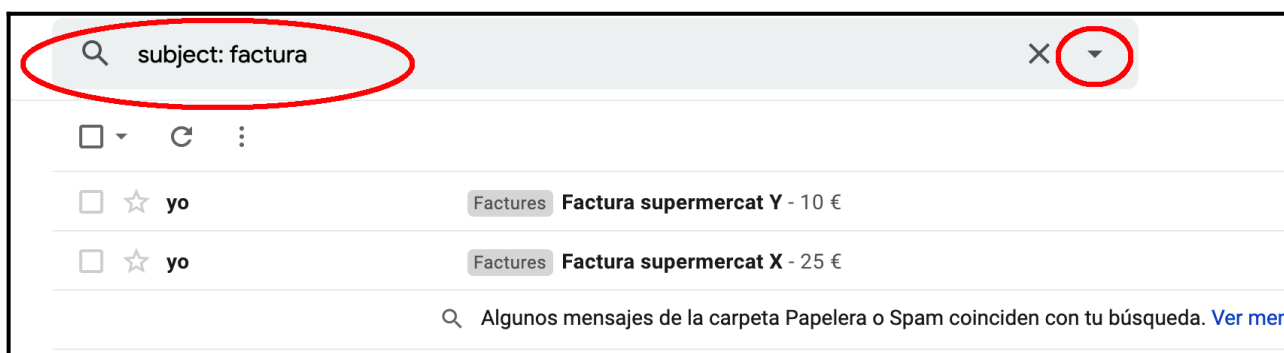 subject: factura
yo Factures Factura supermercat Y - 10 €
yo Factures Factura supermercat X - 25 €
Algunos mensajes de la carpeta Papelera o Spam coinciden con tu búsqueda. Ver